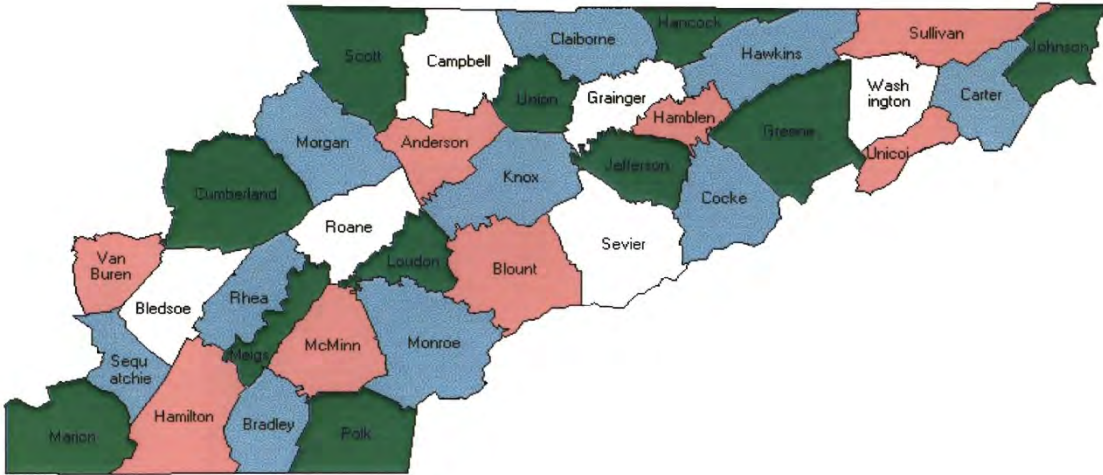 Hancock
Sullivan
Claiborne
Johnson
Scott
Hawkins
Campbell
Wash
ington
Carter
Union
Grainger
Hamblen
Greene
Morgan
Anderson
Unicoi
Jefferson
Knox
Cocke
Cumberland
Roane
Sevier
Van
Buren
Loudon
Blount
Rhea
Bledsoe
Monroe
McMinn
Meigs
Sequ
atchie
Hamilton
Bradley
Polk
Marion